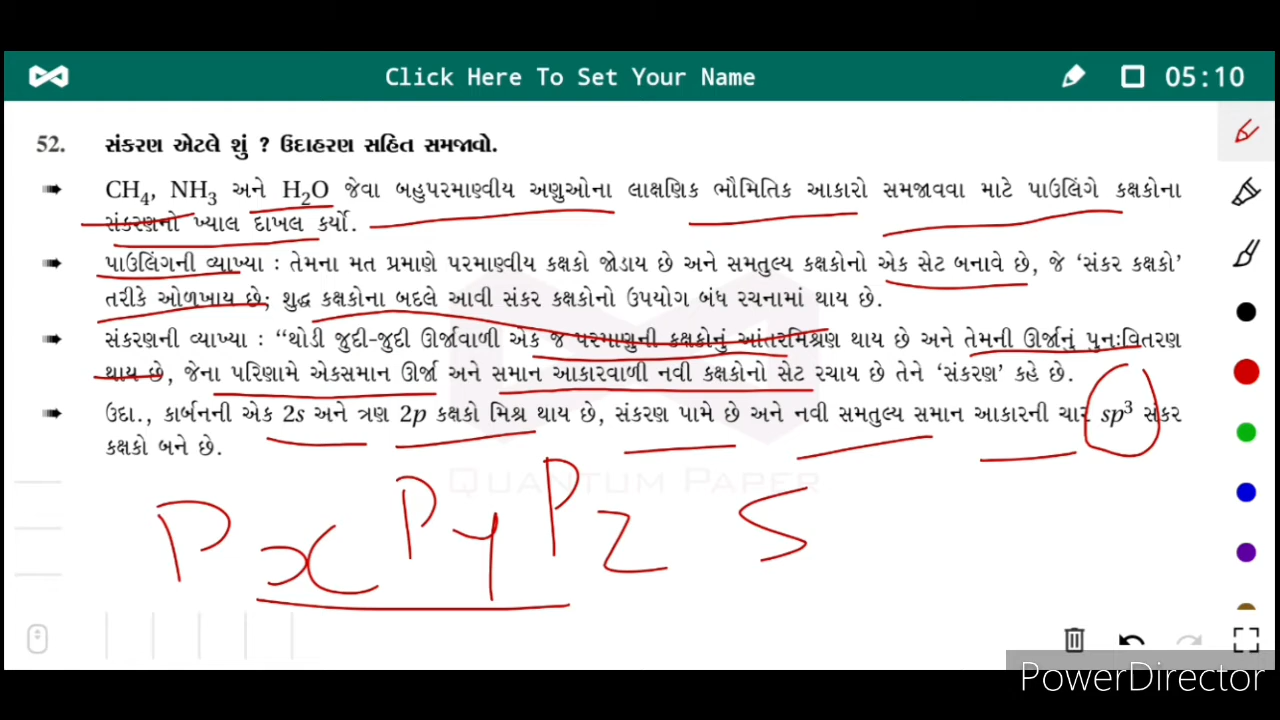 Click Here To Set Your Name
05:10
52. સંકરણ એટલે શું ? ઉદાહરણ સહિત સમજાવો.
➠ CH₄, NH₃ અને H₂O જેવા બહુપરમાણ્વીય અણુઓના લાક્ષણિક ભૌમિતિક આકારો સમજાવવા માટે પાઉલિંગે કક્ષકોના
સંકરણનો ખ્યાલ દાખલ કર્યો.
➠ પાઉલિંગની વ્યાખ્યા : તેમના મત પ્રમાણે પરમાણ્વીય કક્ષકો જોડાય છે અને સમતુલ્ય કક્ષકોનો એક સેટ બનાવે છે, જે ‘સંકર કક્ષકો’
તરીકે ઓળખાય છે; શુદ્ધ કક્ષકોના બદલે આવી સંકર કક્ષકોનો ઉપયોગ બંધ રચનામાં થાય છે.
➠ સંકરણની વ્યાખ્યા : “થોડી જુદી-જુદી ઊર્જાવાળી એક જ પરમાણુની કક્ષકોનું આંતરમિશ્રણ થાય છે અને તેમની ઊર્જાનું પુનઃવિતરણ
થાય છે, જેના પરિણામે એકસમાન ઊર્જા અને સમાન આકારવાળી નવી કક્ષકોનો સેટ રચાય છે તેને ‘સંકરણ’ કહે છે.
➠ ઉદા., કાર્બનની એક 2s અને ત્રણ 2p કક્ષકો મિશ્ર થાય છે, સંકરણ પામે છે અને નવી સમતુલ્ય સમાન આકારની ચાર sp³ સંકર
કક્ષકો બને છે.
QUANTUM PAPER
Px Py Pz S
PowerDirector